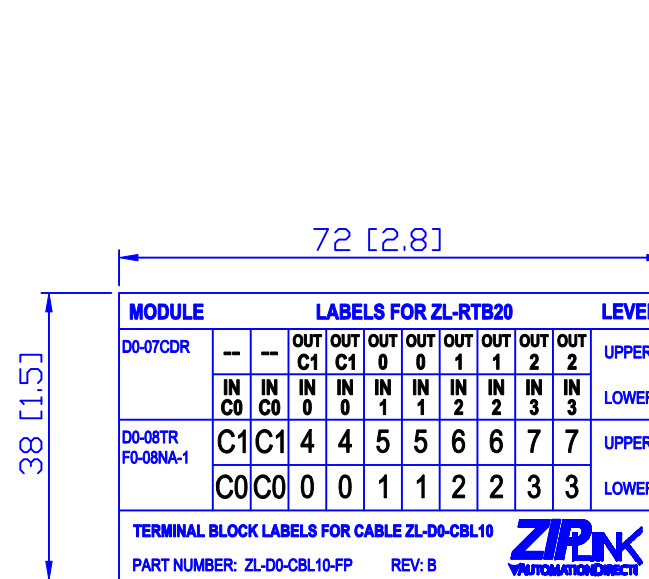 72 [2.8]
38 [1.5]
MODULE LABELS FOR ZL-RTB20 LEVEL
D0-07CDR -- -- OUT C1 OUT C1 OUT 0 OUT 0 OUT 1 OUT 1 OUT 2 OUT 2 UPPER
IN C0 IN C0 IN 0 IN 0 IN 1 IN 1 IN 2 IN 2 IN 3 IN 3 LOWER
D0-08TR F0-08NA-1 C1 C1 4 4 5 5 6 6 7 7 UPPER
C0 C0 0 0 1 1 2 2 3 3 LOWER
TERMINAL BLOCK LABELS FOR CABLE ZL-D0-CBL10
PART NUMBER: ZL-D0-CBL10-FP REV: B
ZIPLINK
AUTOMATIONDIRECT